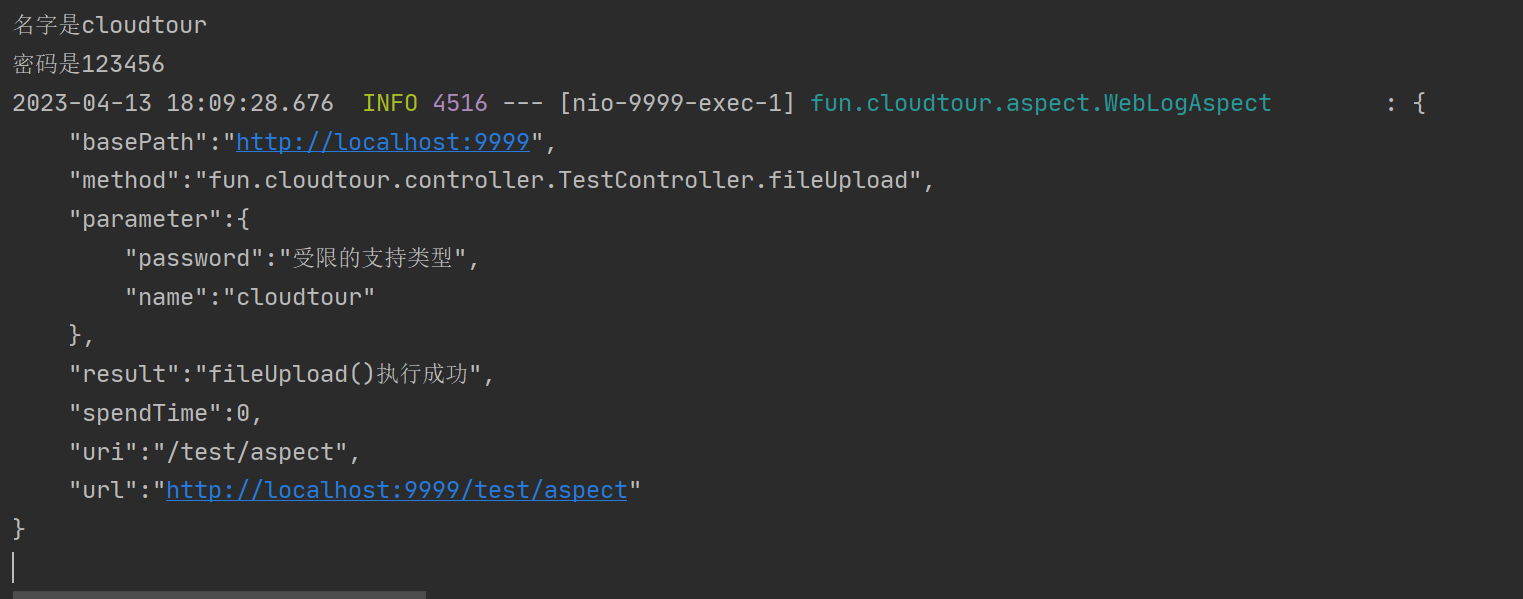 名字是cloudtour
密码是123456
2023-04-13 18:09:28.676  INFO 4516 --- [nio-9999-exec-1] fun.cloudtour.aspect.WebLogAspect        : {
    "basePath":"http://localhost:9999",
    "method":"fun.cloudtour.controller.TestController.fileUpload",
    "parameter":{
        "password":"受限的支持类型",
        "name":"cloudtour"
    },
    "result":"fileUpload()执行成功",
    "spendTime":0,
    "uri":"/test/aspect",
    "url":"http://localhost:9999/test/aspect"
}